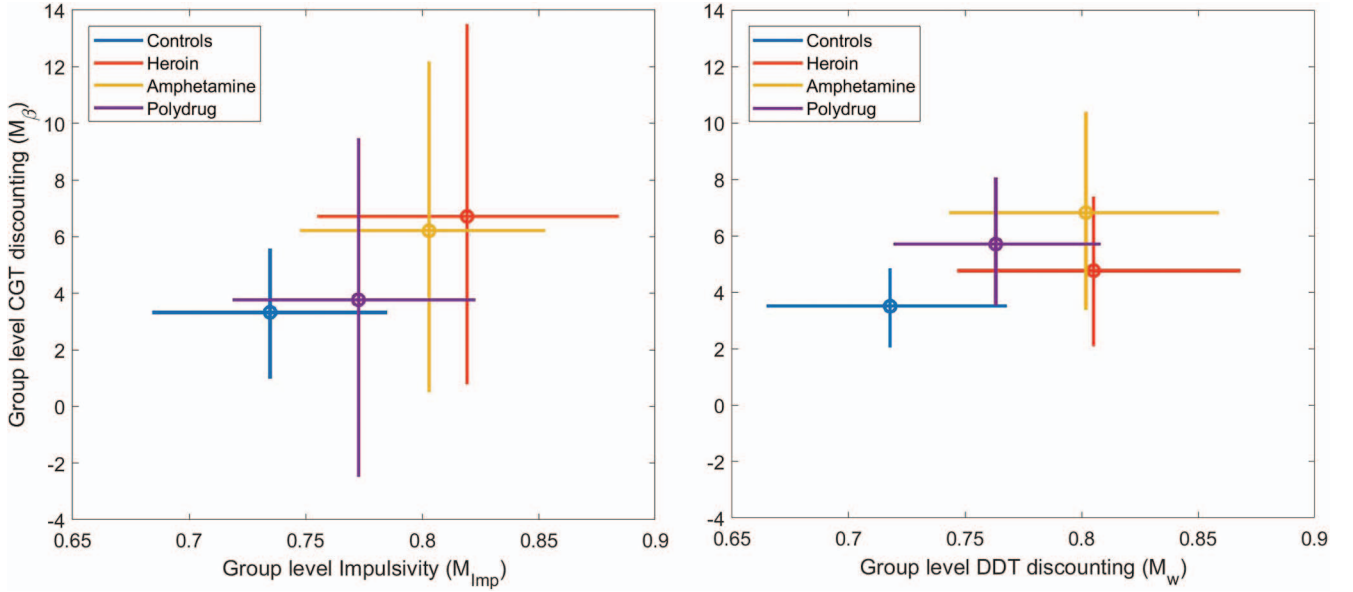 14
12
10
8
6
4
2
0
-2
-4
0.65
0.7
0.75
0.8
0.85
0.9
Group level CGT discounting (M_β)
Group level Impulsivity (M_Imp)
Controls
Heroin
Amphetamine
Polydrug
14
12
10
8
6
4
2
0
-2
-4
0.65
0.7
0.75
0.8
0.85
0.9
Group level DDT discounting (M_w)
Controls
Heroin
Amphetamine
Polydrug